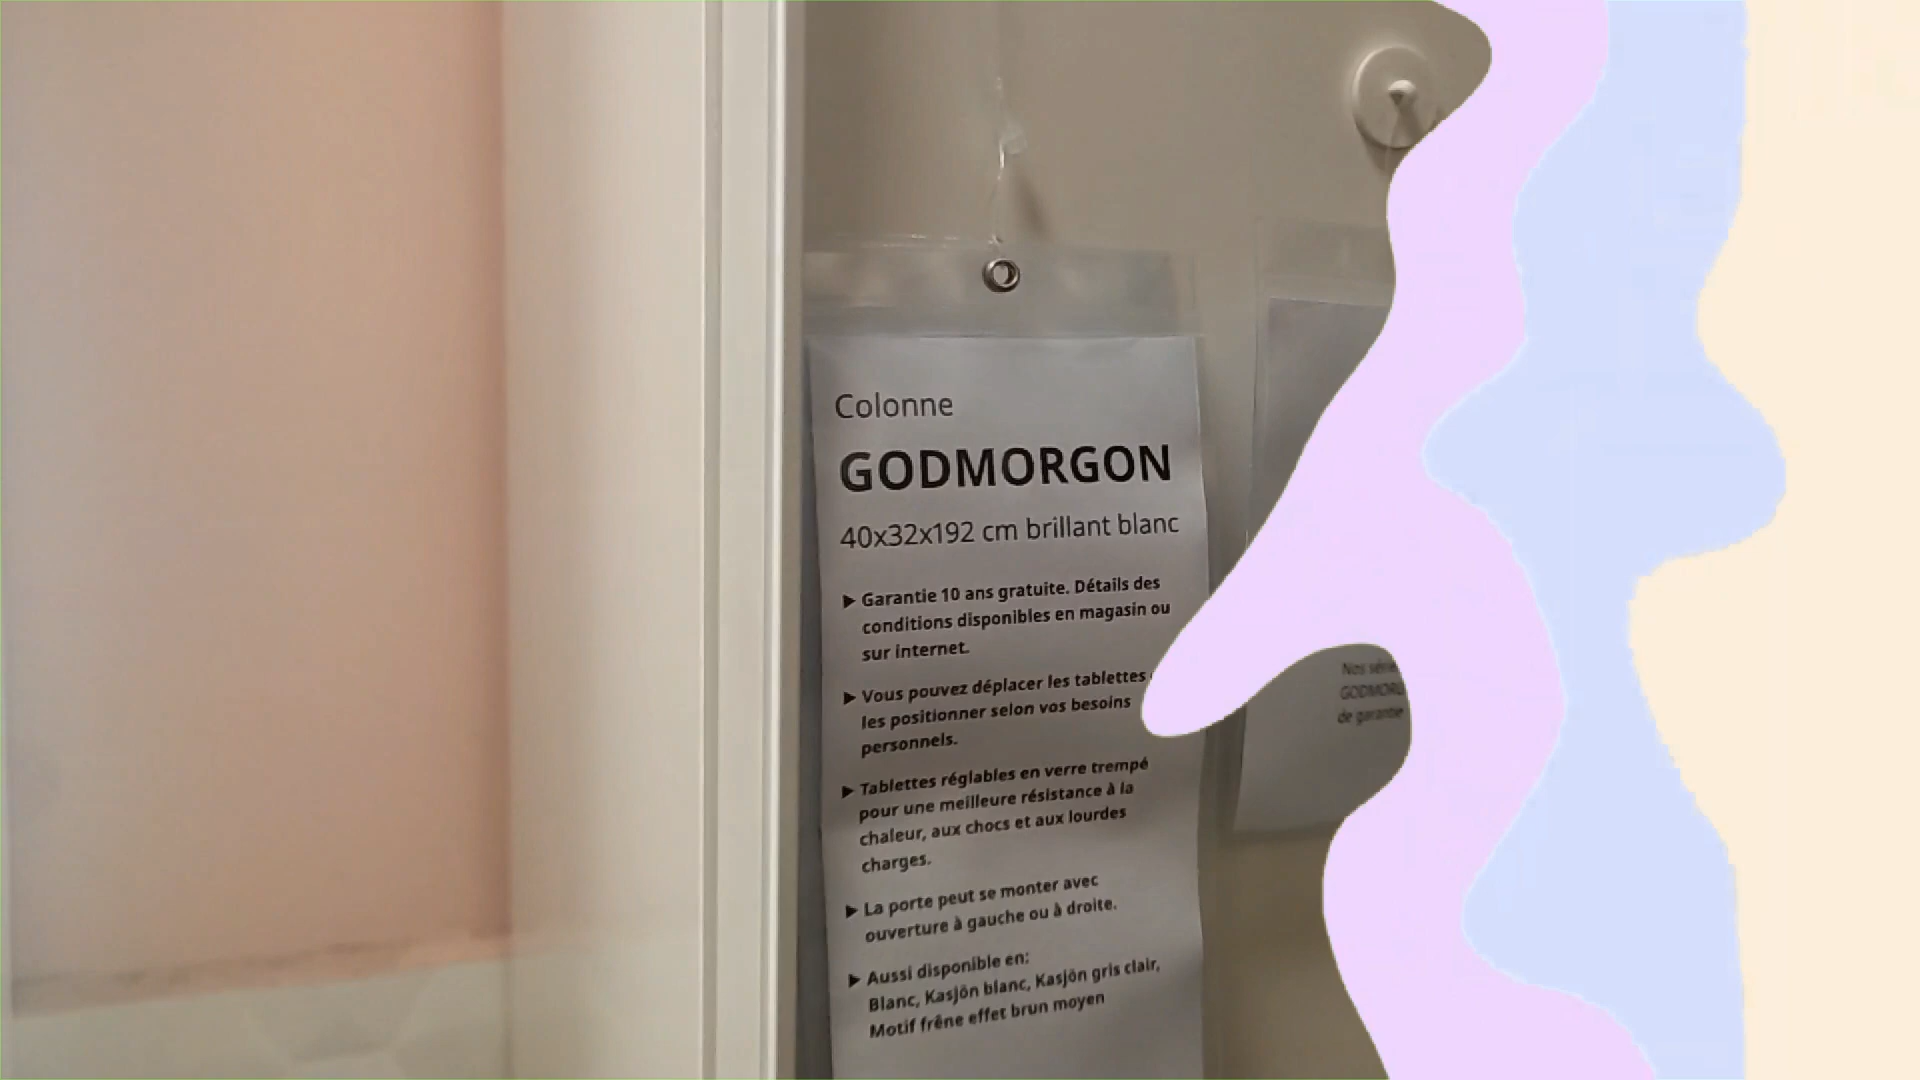 Colonne
GODMORGON
40x32x192 cm brillant blanc
▶ Garantie 10 ans gratuite. Détails des
conditions disponibles en magasin ou
sur internet.
▶ Vous pouvez déplacer les tablettes
les positionner selon vos besoins
personnels.
▶ Tablettes réglables en verre trempé
pour une meilleure résistance à la
chaleur, aux chocs et aux lourdes
charges.
▶ La porte peut se monter avec
ouverture à gauche ou à droite.
▶ Aussi disponible en:
Blanc, Kasjön blanc, Kasjön gris clair,
Motif frêne effet brun moyen
Nos
de garantie